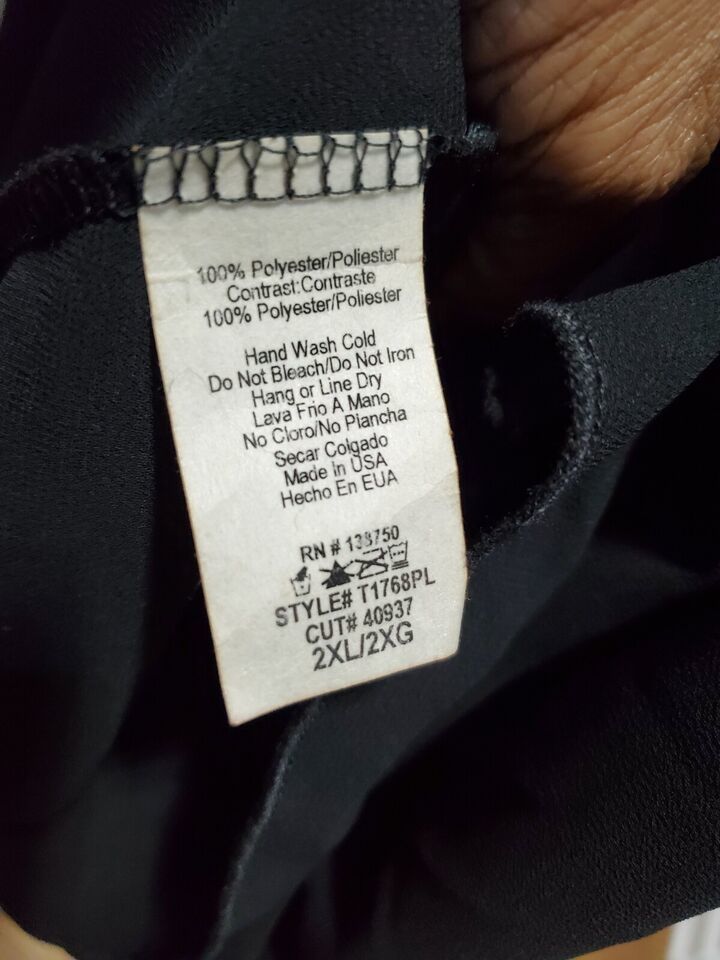 100% Polyester/Poliester
Contrast:Contraste
100% Polyester/Poliester
Hand Wash Cold
Do Not Bleach/Do Not Iron
Hang or Line Dry
Lava Frio A Mano
No Cloro/No Plancha
Secar Colgado
Made In USA
Hecho En EUA
RN # 138750
STYLE# T1768PL
CUT# 40937
2XL/2XG